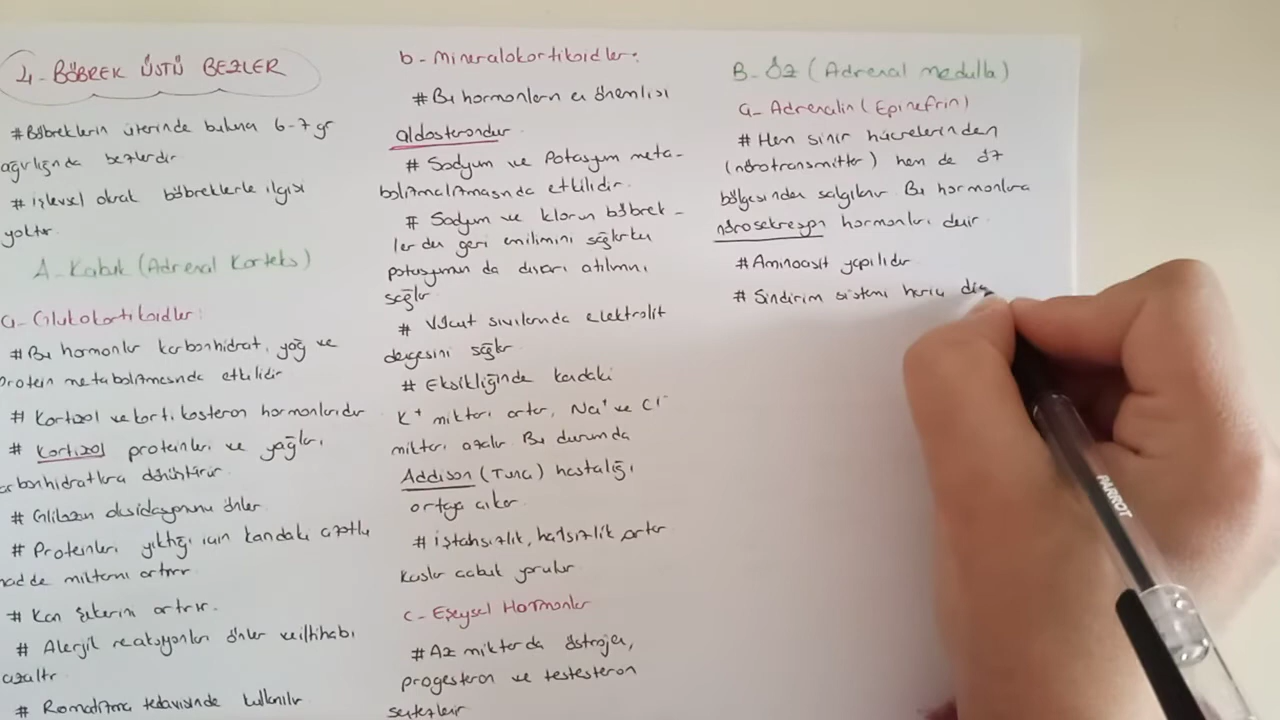 4- BÖBREK ÜSTÜ BEZLER
# Böbreklerin üzerinde bulunan 6-7 gr
ağırlığında bezlerdir
# işlevsel olarak böbreklerle ilgisi
yoktur.
A- Kabuk (Adrenal Korteks)
a- Glukokortikoidler:
# Bu hormonlar karbonhidrat, yağ ve
protein metabolizmasında etkilidir
# Kortizol ve kortikosteron hormonlarıdır
# Kortizol proteinleri ve yağları
karbonhidratlara dönüştürür.
# Glikozun oksidasyonunu önler
# Proteinleri yıktığı için kandaki azotlu
madde miktarını artırır
# Kan şekerini artırır.
# Alerjik reaksiyonları önler ve iltihabı
azaltır
# Romatizma tedavisinde kullanılır
b- Mineralokortikoidler:
# Bu hormonların en önemlisi
aldosterondur
# Sodyum ve Potasyum meta-
bolizmalarında etkilidir.
# Sodyum ve klorun böbrek-
lerden geri emilimini sağlarken
potasyumun da dışarı atılmını
sağlar
# Vücut sıvılarında elektrolit
dengesini sağlar
# Eksikliğinde kandaki
K⁺ miktarı artar, Na⁺ ve Cl⁻
miktarı azalır Bu durumda
Addison (Tunç) hastalığı
ortaya çıkar
# iştahsızlık, halsizlik artar
Kaslar çabuk yorulur
c- Eşeysel Hormonlar
# Az miktarda östrojen,
progesteron ve testesteron
sentezlenir
B- ÖZ (Adrenal medulla)
a- Adrenalin (Epinefrin)
# Hem sinir hücrelerinden
(nörotransmitter) hem de öz
bölgesinden salgılanır Bu hormonlara
nörosekresyon hormonları denir.
# Aminoasit yapılıdır
# Sindirim sistemi hariç diğ
PARROT